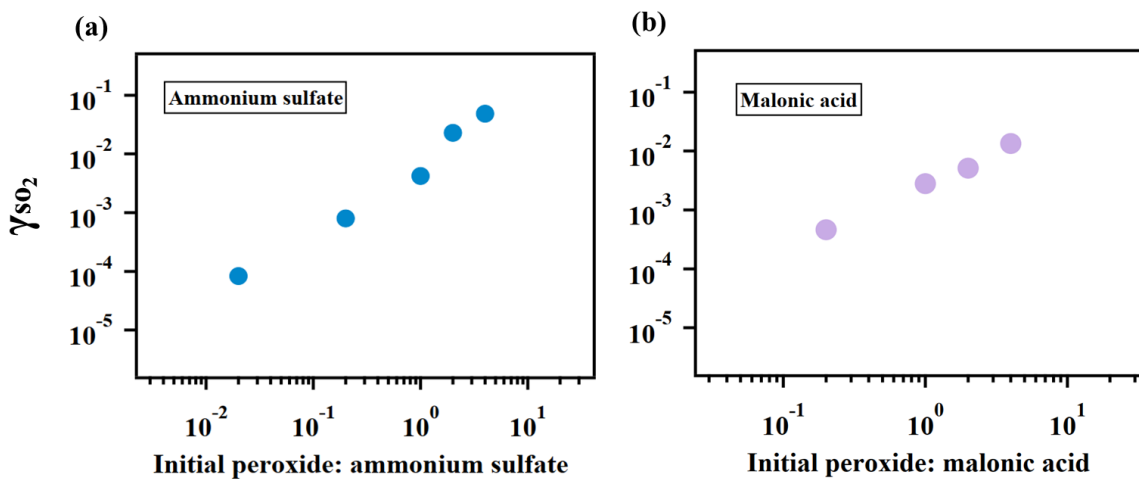 (a)
Ammonium sulfate
γSO₂
10⁻¹
10⁻²
10⁻³
10⁻⁴
10⁻⁵
10⁻² 10⁻¹ 10⁰ 10¹
Initial peroxide: ammonium sulfate
(b)
Malonic acid
10⁻¹
10⁻²
10⁻³
10⁻⁴
10⁻⁵
10⁻¹ 10⁰ 10¹
Initial peroxide: malonic acid